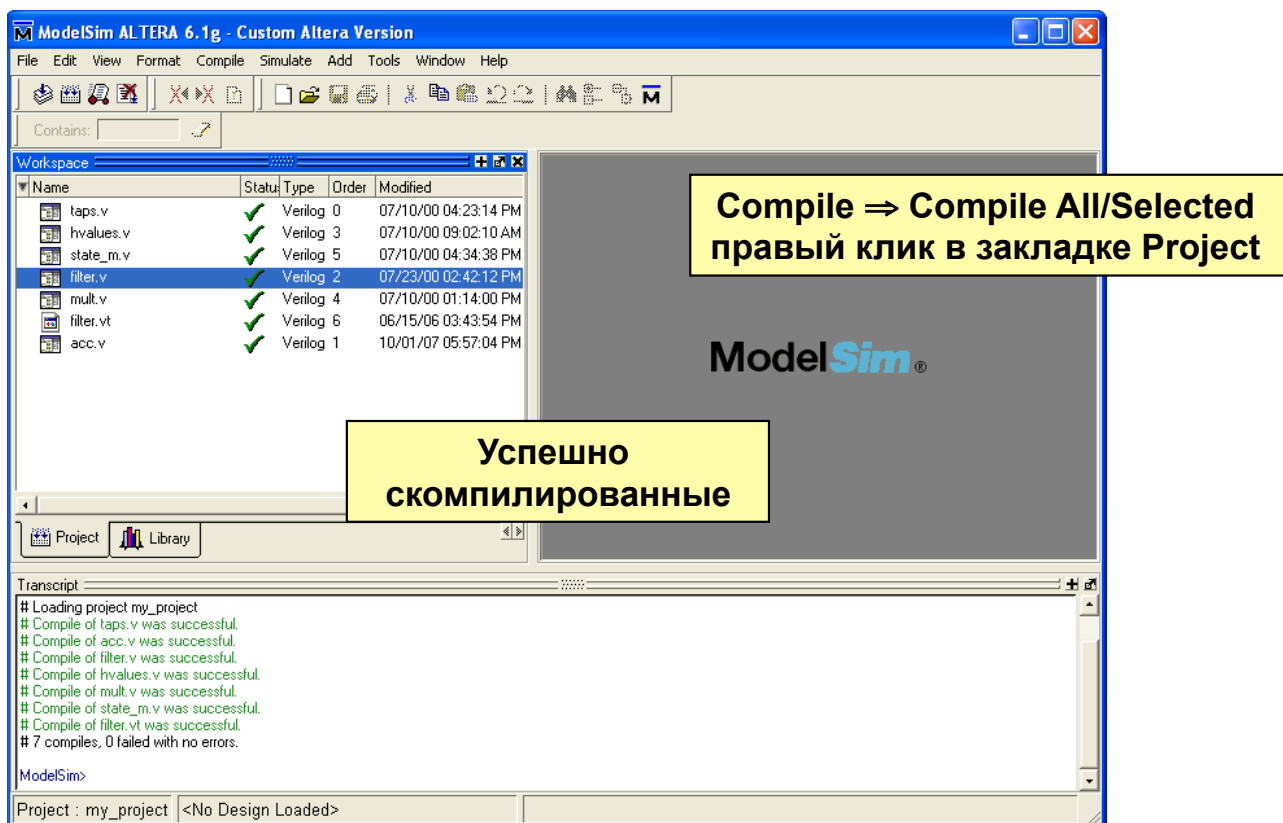 ModelSim ALTERA 6.1g - Custom Altera Version
File Edit View Format Compile Simulate Add Tools Window Help
Contains:
Workspace
Name Statu Type Order Modified
taps.v Verilog 0 07/10/00 04:23:14 PM
hvalues.v Verilog 3 07/10/00 09:02:10 AM
state_m.v Verilog 5 07/10/00 04:34:38 PM
filter.v Verilog 2 07/23/00 02:42:12 PM
mult.v Verilog 4 07/10/00 01:14:00 PM
filter.vt Verilog 6 06/15/06 03:43:54 PM
acc.v Verilog 1 10/01/07 05:57:04 PM
Compile ⇒ Compile All/Selected
правый клик в закладке Project
ModelSim ®
Успешно
скомпилированные
Project Library
Transcript
# Loading project my_project
# Compile of taps.v was successful.
# Compile of acc.v was successful.
# Compile of filter.v was successful.
# Compile of hvalues.v was successful.
# Compile of mult.v was successful.
# Compile of state_m.v was successful.
# Compile of filter.vt was successful.
# 7 compiles, 0 failed with no errors.
ModelSim>
Project : my_project <No Design Loaded>